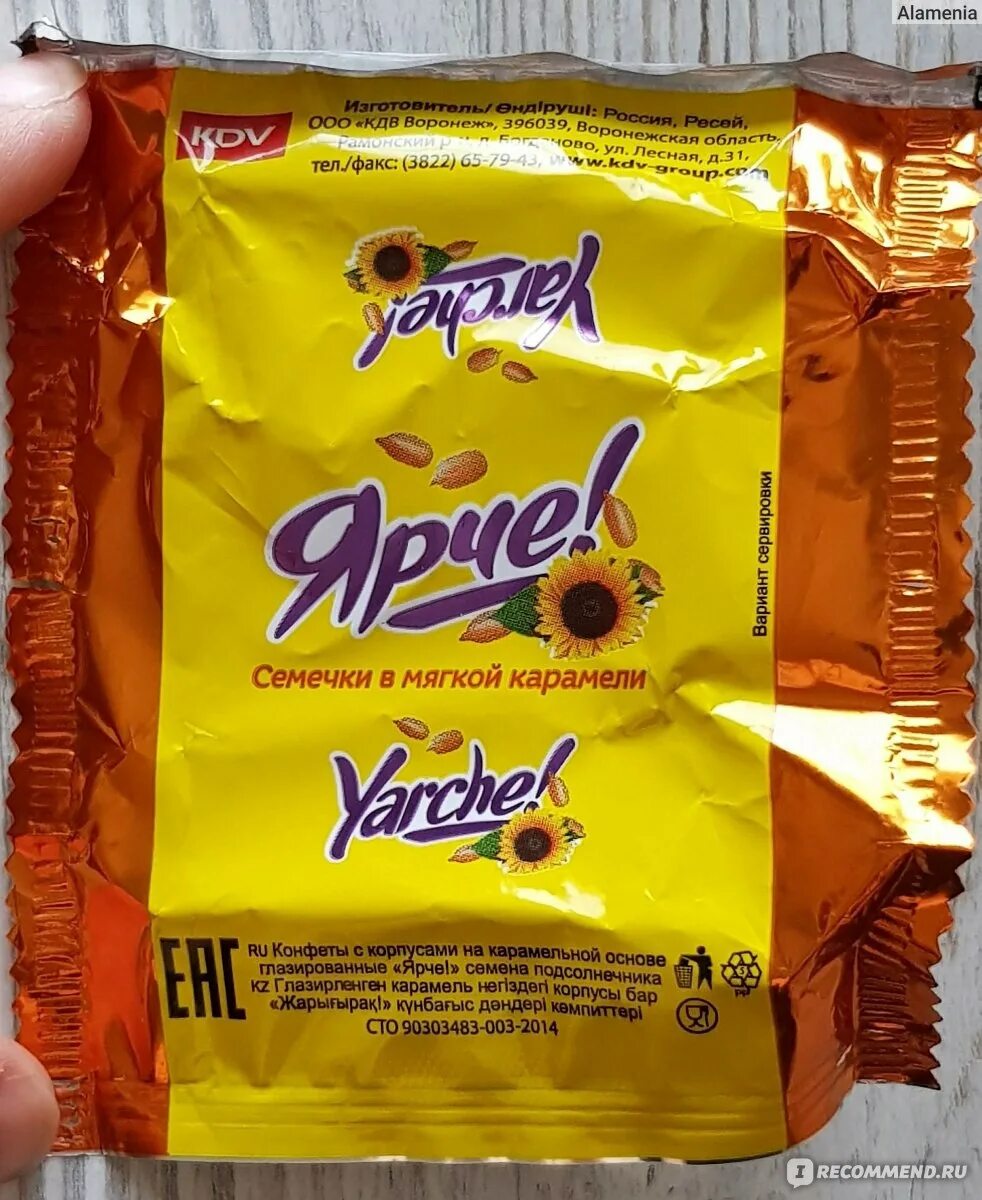 Alamenia
KDV
Изготовитель/ Өндіруші: Россия, Ресей,
ООО «КДВ Воронеж», 396039, Воронежская область,
Рамонский р-н, д. Богданово, ул. Лесная, д.31,
тел./факс: (3822) 65-79-43, www.kdv-group.com
Yarche!
Ярче!
Семечки в мягкой карамели
Вариант сервировки
Yarche!
EAC
RU Конфеты с корпусами на карамельной основе
глазированные «Ярче!» семена подсолнечника
KZ Глазирленген карамель негіздегі корпусы бар
«Жарығырақ!» күнбағыс дәндері кәмпиттері
СТО 90303483-003-2014
5
PP
RECOMMEND.RU